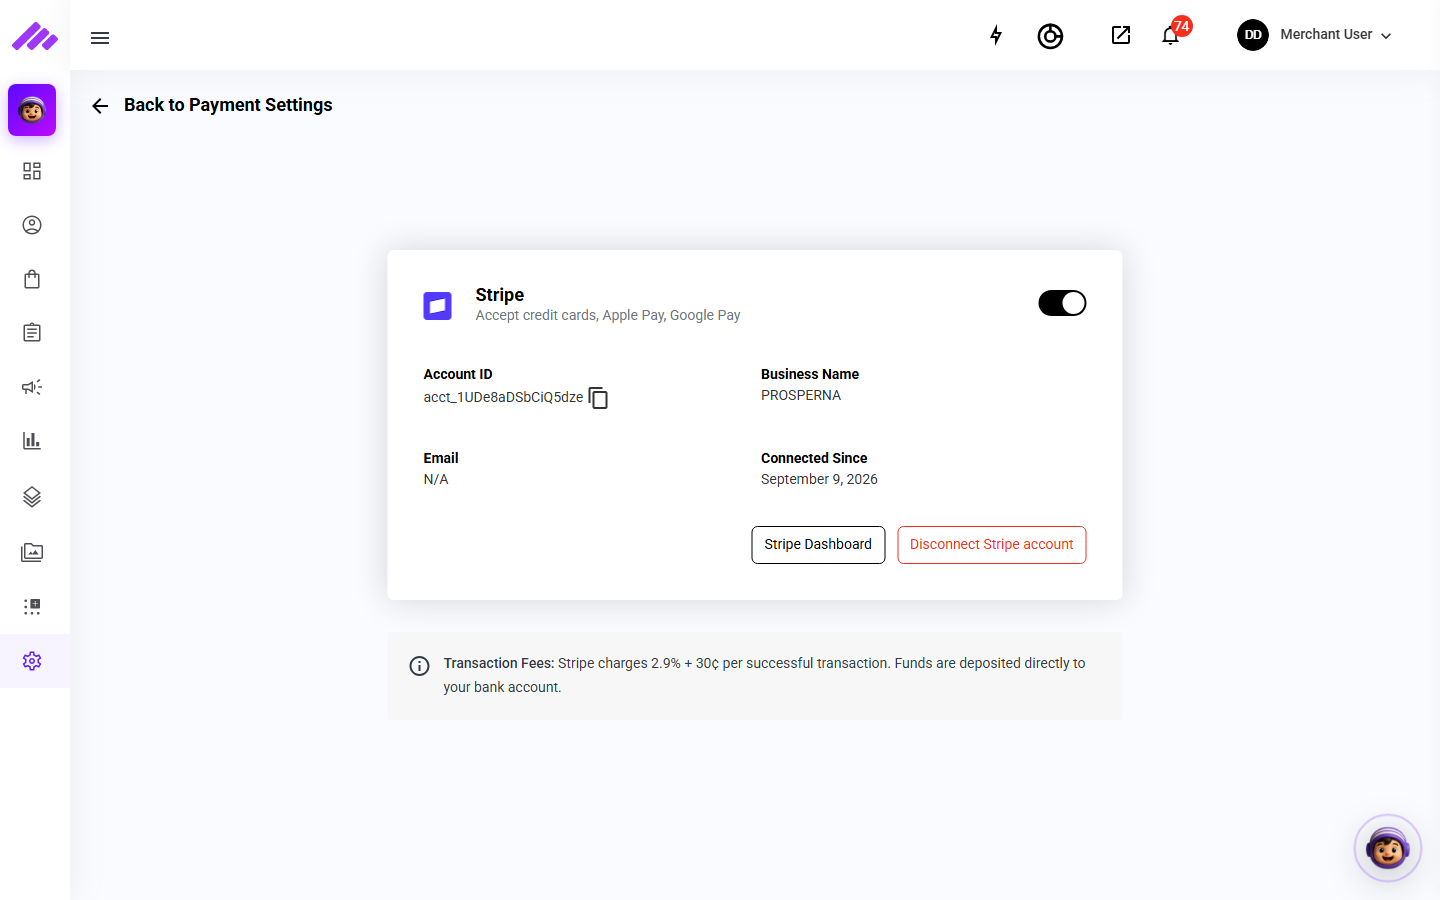 74
DD
Merchant User
Back to Payment Settings
Stripe
Accept credit cards, Apple Pay, Google Pay
Account ID
acct_1UDe8aDSbCiQ5dze
Business Name
PROSPERNA
Email
N/A
Connected Since
September 9, 2026
Stripe Dashboard
Disconnect Stripe account
Transaction Fees: Stripe charges 2.9% + 30¢ per successful transaction. Funds are deposited directly to
your bank account.